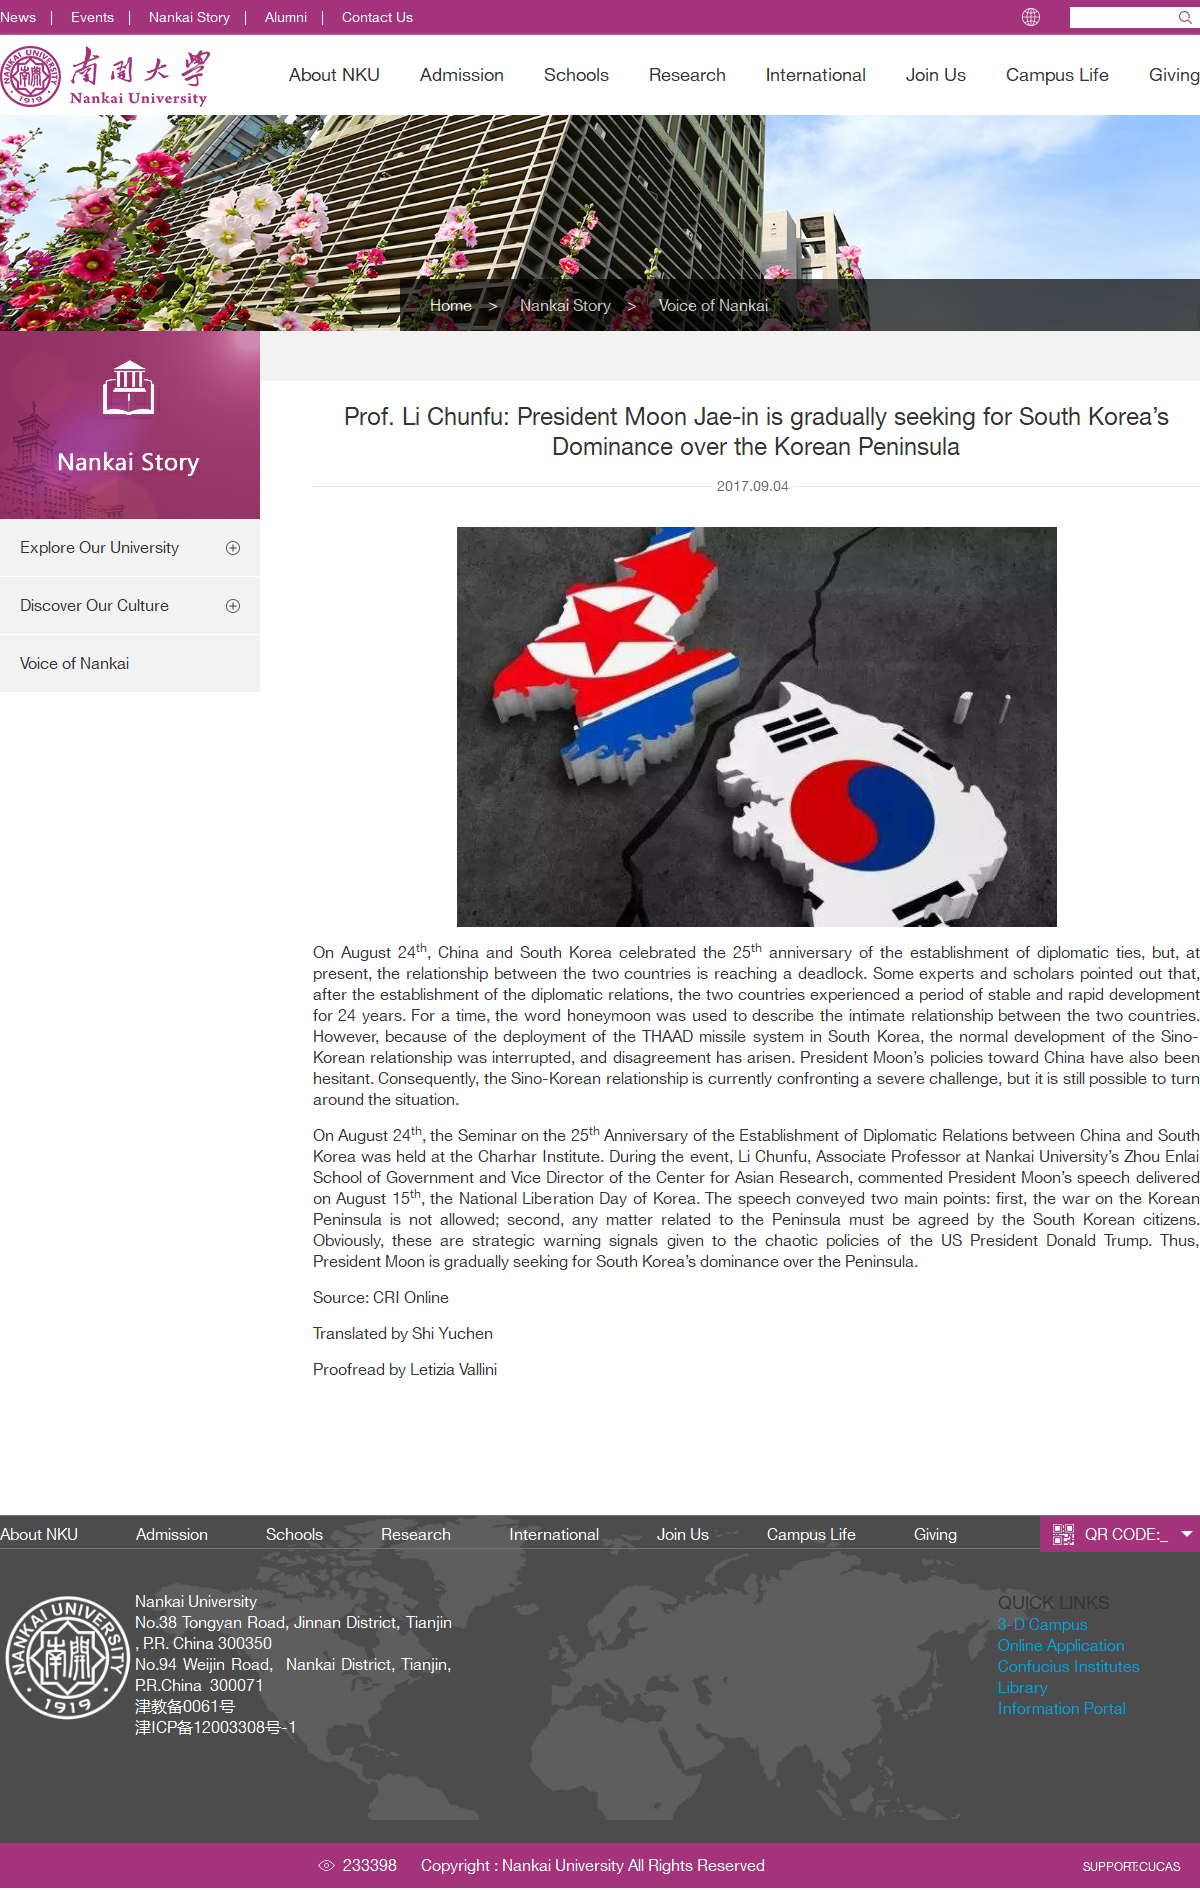 News | Events | Nankai Story | Alumni | Contact Us
NANKAI UNIVERSITY
1919
南開大學
Nankai University
About NKU Admission Schools Research International Join Us Campus Life Giving
Home > Nankai Story > Voice of Nankai
Nankai Story
Explore Our University
Discover Our Culture
Voice of Nankai
Prof. Li Chunfu: President Moon Jae-in is gradually seeking for South Korea’s
Dominance over the Korean Peninsula
2017.09.04
On August 24th, China and South Korea celebrated the 25th anniversary of the establishment of diplomatic ties, but, at
present, the relationship between the two countries is reaching a deadlock. Some experts and scholars pointed out that,
after the establishment of the diplomatic relations, the two countries experienced a period of stable and rapid development
for 24 years. For a time, the word honeymoon was used to describe the intimate relationship between the two countries.
However, because of the deployment of the THAAD missile system in South Korea, the normal development of the Sino-
Korean relationship was interrupted, and disagreement has arisen. President Moon’s policies toward China have also been
hesitant. Consequently, the Sino-Korean relationship is currently confronting a severe challenge, but it is still possible to turn
around the situation.
On August 24th, the Seminar on the 25th Anniversary of the Establishment of Diplomatic Relations between China and South
Korea was held at the Charhar Institute. During the event, Li Chunfu, Associate Professor at Nankai University’s Zhou Enlai
School of Government and Vice Director of the Center for Asian Research, commented President Moon’s speech delivered
on August 15th, the National Liberation Day of Korea. The speech conveyed two main points: first, the war on the Korean
Peninsula is not allowed; second, any matter related to the Peninsula must be agreed by the South Korean citizens.
Obviously, these are strategic warning signals given to the chaotic policies of the US President Donald Trump. Thus,
President Moon is gradually seeking for South Korea’s dominance over the Peninsula.
Source: CRI Online
Translated by Shi Yuchen
Proofread by Letizia Vallini
About NKU Admission Schools Research International Join Us Campus Life Giving QR CODE:_
NANKAI UNIVERSITY
1919
Nankai University
No.38 Tongyan Road, Jinnan District, Tianjin
, P.R. China 300350
No.94 Weijin Road, Nankai District, Tianjin,
P.R.China 300071
津教备0061号
津ICP备12003308号-1
QUICK LINKS
3-D Campus
Online Application
Confucius Institutes
Library
Information Portal
233398 Copyright : Nankai University All Rights Reserved
SUPPORT:CUCAS